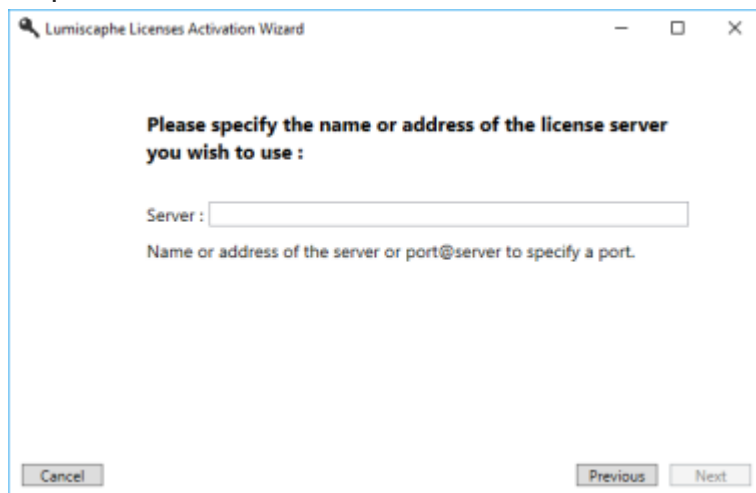 Lumiscaphe Licenses Activation Wizard
Please specify the name or address of the license server
you wish to use :
Server :
Name or address of the server or port@server to specify a port.
Cancel
Previous
Next